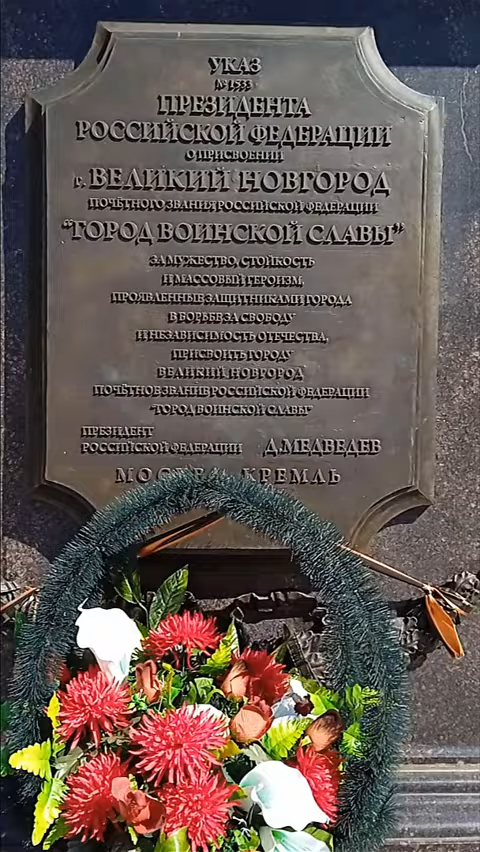 УКАЗ
№ 1533
ПРЕЗИДЕНТА
РОССИЙСКОЙ ФЕДЕРАЦИИ
О ПРИСВОЕНИИ
г. ВЕЛИКИЙ НОВГОРОД
ПОЧЁТНОГО ЗВАНИЯ РОССИЙСКОЙ ФЕДЕРАЦИИ
“ГОРОД ВОИНСКОЙ СЛАВЫ”
ЗА МУЖЕСТВО, СТОЙКОСТЬ
И МАССОВЫЙ ГЕРОИЗМ,
ПРОЯВЛЕННЫЕ ЗАЩИТНИКАМИ ГОРОДА
В БОРЬБЕ ЗА СВОБОДУ
И НЕЗАВИСИМОСТЬ ОТЕЧЕСТВА,
ПРИСВОИТЬ ГОРОДУ
ВЕЛИКИЙ НОВГОРОД
ПОЧЁТНОЕ ЗВАНИЕ РОССИЙСКОЙ ФЕДЕРАЦИИ
“ГОРОД ВОИНСКОЙ СЛАВЫ”
ПРЕЗИДЕНТ
РОССИЙСКОЙ ФЕДЕРАЦИИ Д.МЕДВЕДЕВ
МОСКВА КРЕМЛЬ